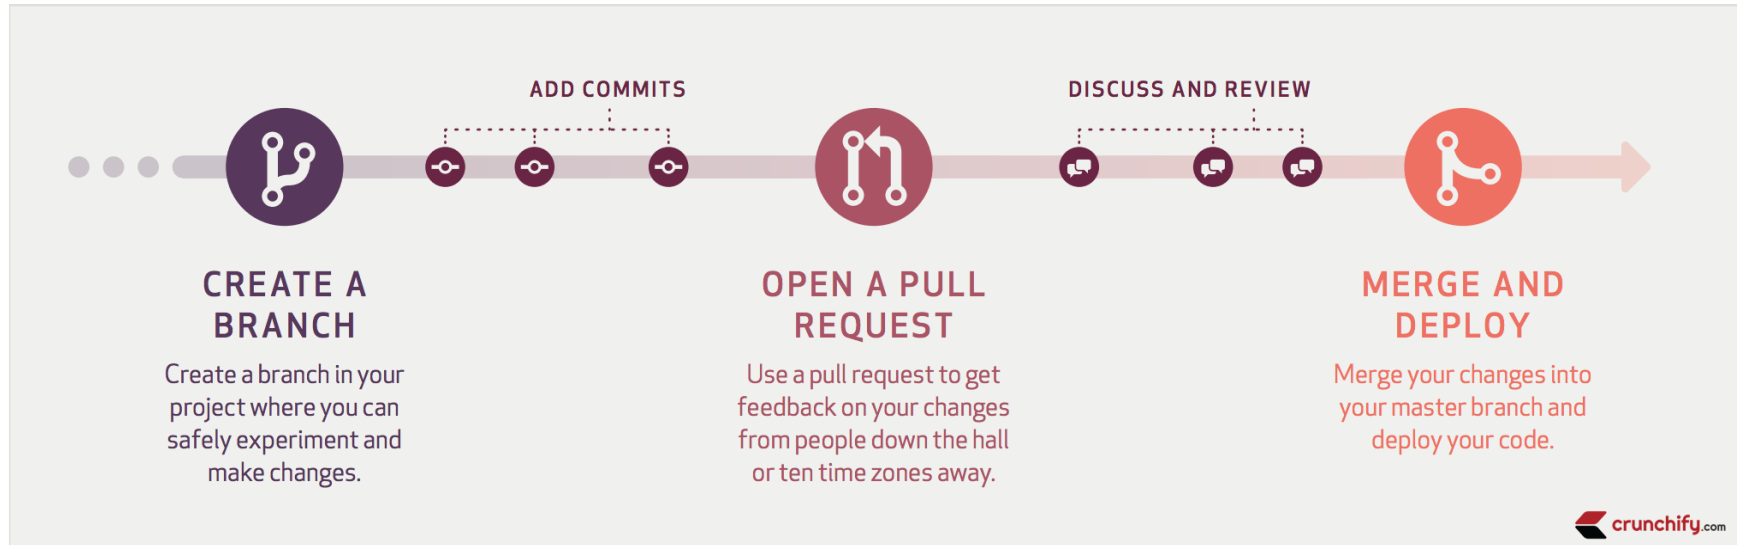 ADD COMMITS
DISCUSS AND REVIEW
CREATE A
BRANCH
Create a branch in your
project where you can
safely experiment and
make changes.
OPEN A PULL
REQUEST
Use a pull request to get
feedback on your changes
from people down the hall
or ten time zones away.
MERGE AND
DEPLOY
Merge your changes into
your master branch and
deploy your code.
crunchify.com